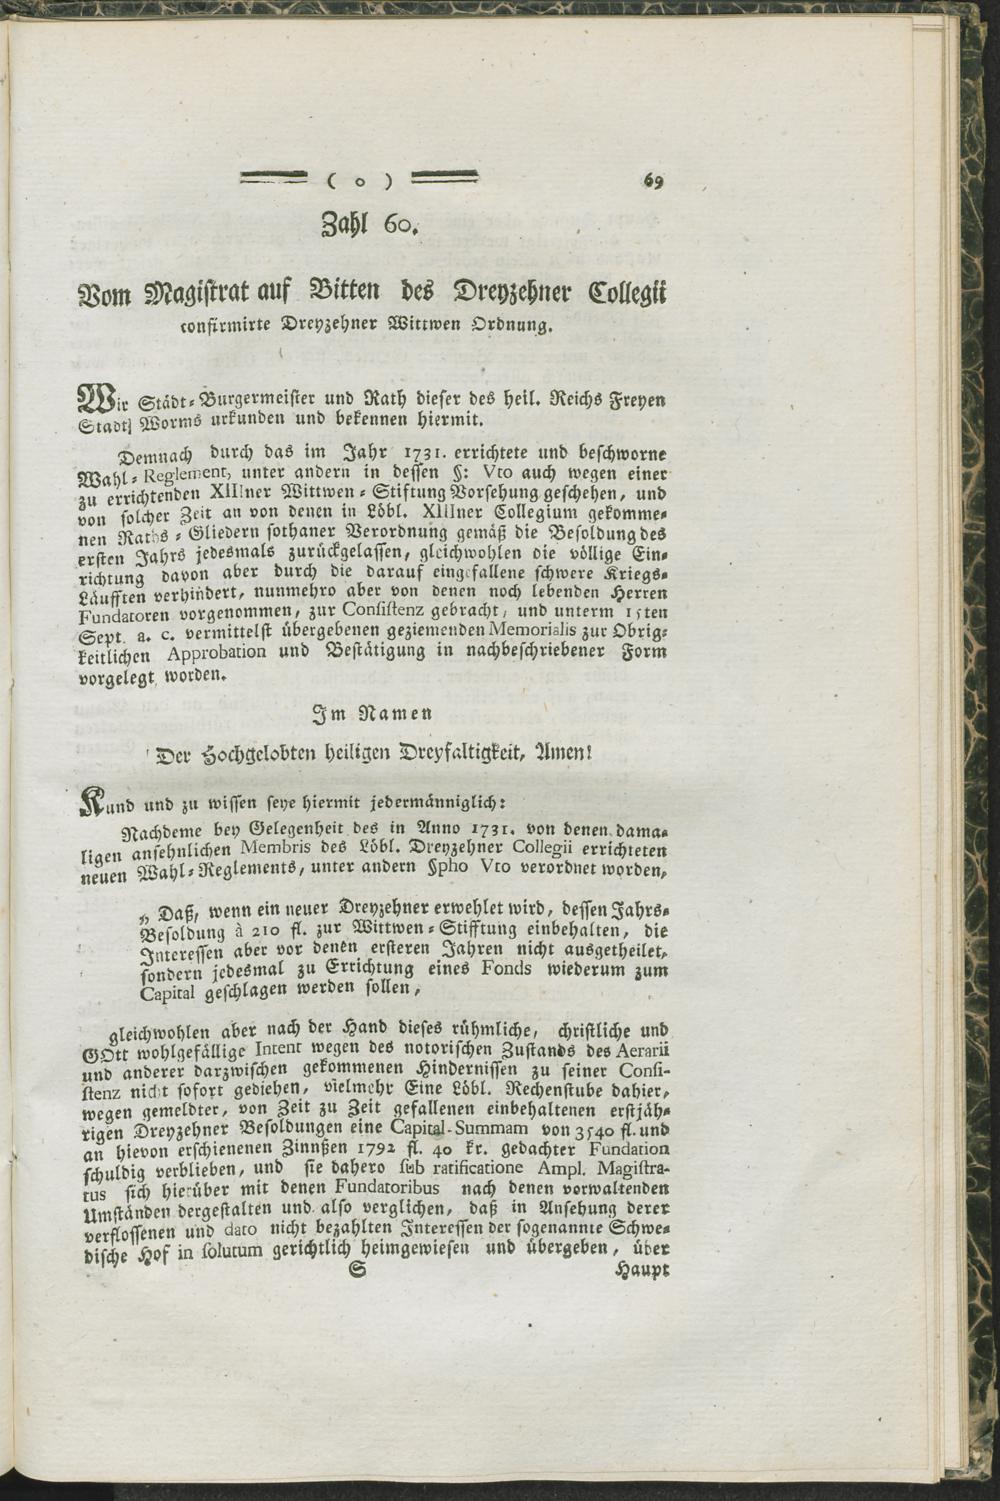 ( o ) 69
Zahl 60.
Vom Magistrat auf Bitten des Dreyzehner Collegii
confirmirte Dreyzehner Wittwen Ordnung.
Wir Städt-Burgermeister und Rath dieser des heil. Reichs Freyen
Stadt Worms urkunden und bekennen hiermit.
Demnach durch das im Jahr 1731. errichtete und beschworne
Wahl-Reglement, unter andern in dessen §: Vto auch wegen einer
zu errichtenden XIIIner Wittwen-Stiftung Vorsehung geschehen, und
von solcher Zeit an von denen in Löbl. XIIIner Collegium gekomme-
nen Raths-Gliedern sothaner Verordnung gemäß die Besoldung des
ersten Jahrs jedesmals zurückgelassen, gleichwohlen die völlige Ein-
richtung davon aber durch die darauf eingefallene schwere Kriegs-
Läufften verhindert, nunmehro aber von denen noch lebenden Herren
Fundatoren vorgenommen, zur Consistenz gebracht, und unterm 15ten
Sept. a. c. vermittelst übergebenen geziemenden Memorialis zur Obrig-
keitlichen Approbation und Bestätigung in nachbeschriebener Form
vorgelegt worden.
Im Namen
Der Hochgelobten heiligen Dreyfaltigkeit, Amen!
Kund und zu wissen seye hiermit jedermänniglich:
Nachdeme bey Gelegenheit des in Anno 1731. von denen dama-
ligen ansehnlichen Membris des Löbl. Dreyzehner Collegii errichteten
neuen Wahl-Reglements, unter andern §pho Vto verordnet worden,
„ Daß, wenn ein neuer Dreyzehner erwehlet wird, dessen Jahrs-
Besoldung à 210 fl. zur Wittwen-Stifftung einbehalten, die
Interessen aber vor denen ersteren Jahren nicht ausgetheilet,
sondern jedesmal zu Errichtung eines Fonds wiederum zum
Capital geschlagen werden sollen,
gleichwohlen aber nach der Hand dieses rühmliche, christliche und
GOtt wohlgefällige Intent wegen des notorischen Zustands des Aerarii
und anderer darzwischen gekommenen Hindernissen zu seiner Consi-
stenz nicht sofort gediehen, vielmehr Eine Löbl. Rechenstube dahier,
wegen gemeldter, von Zeit zu Zeit gefallenen einbehaltenen erstjäh-
rigen Dreyzehner Besoldungen eine Capital-Summam von 3540 fl. und
an hievon erschienenen Zinnßen 1792 fl. 40 kr. gedachter Fundation
schuldig verblieben, und sie dahero sub ratificatione Ampl. Magistra-
tus sich hierüber mit denen Fundatoribus nach denen vorwaltenden
Umständen dergestalten und also verglichen, daß in Ansehung derer
verflossenen und dato nicht bezahlten Interessen der sogenannte Schwe-
dische Hof in solutum gerichtlich heimgewiesen und übergeben, über
S Haupt